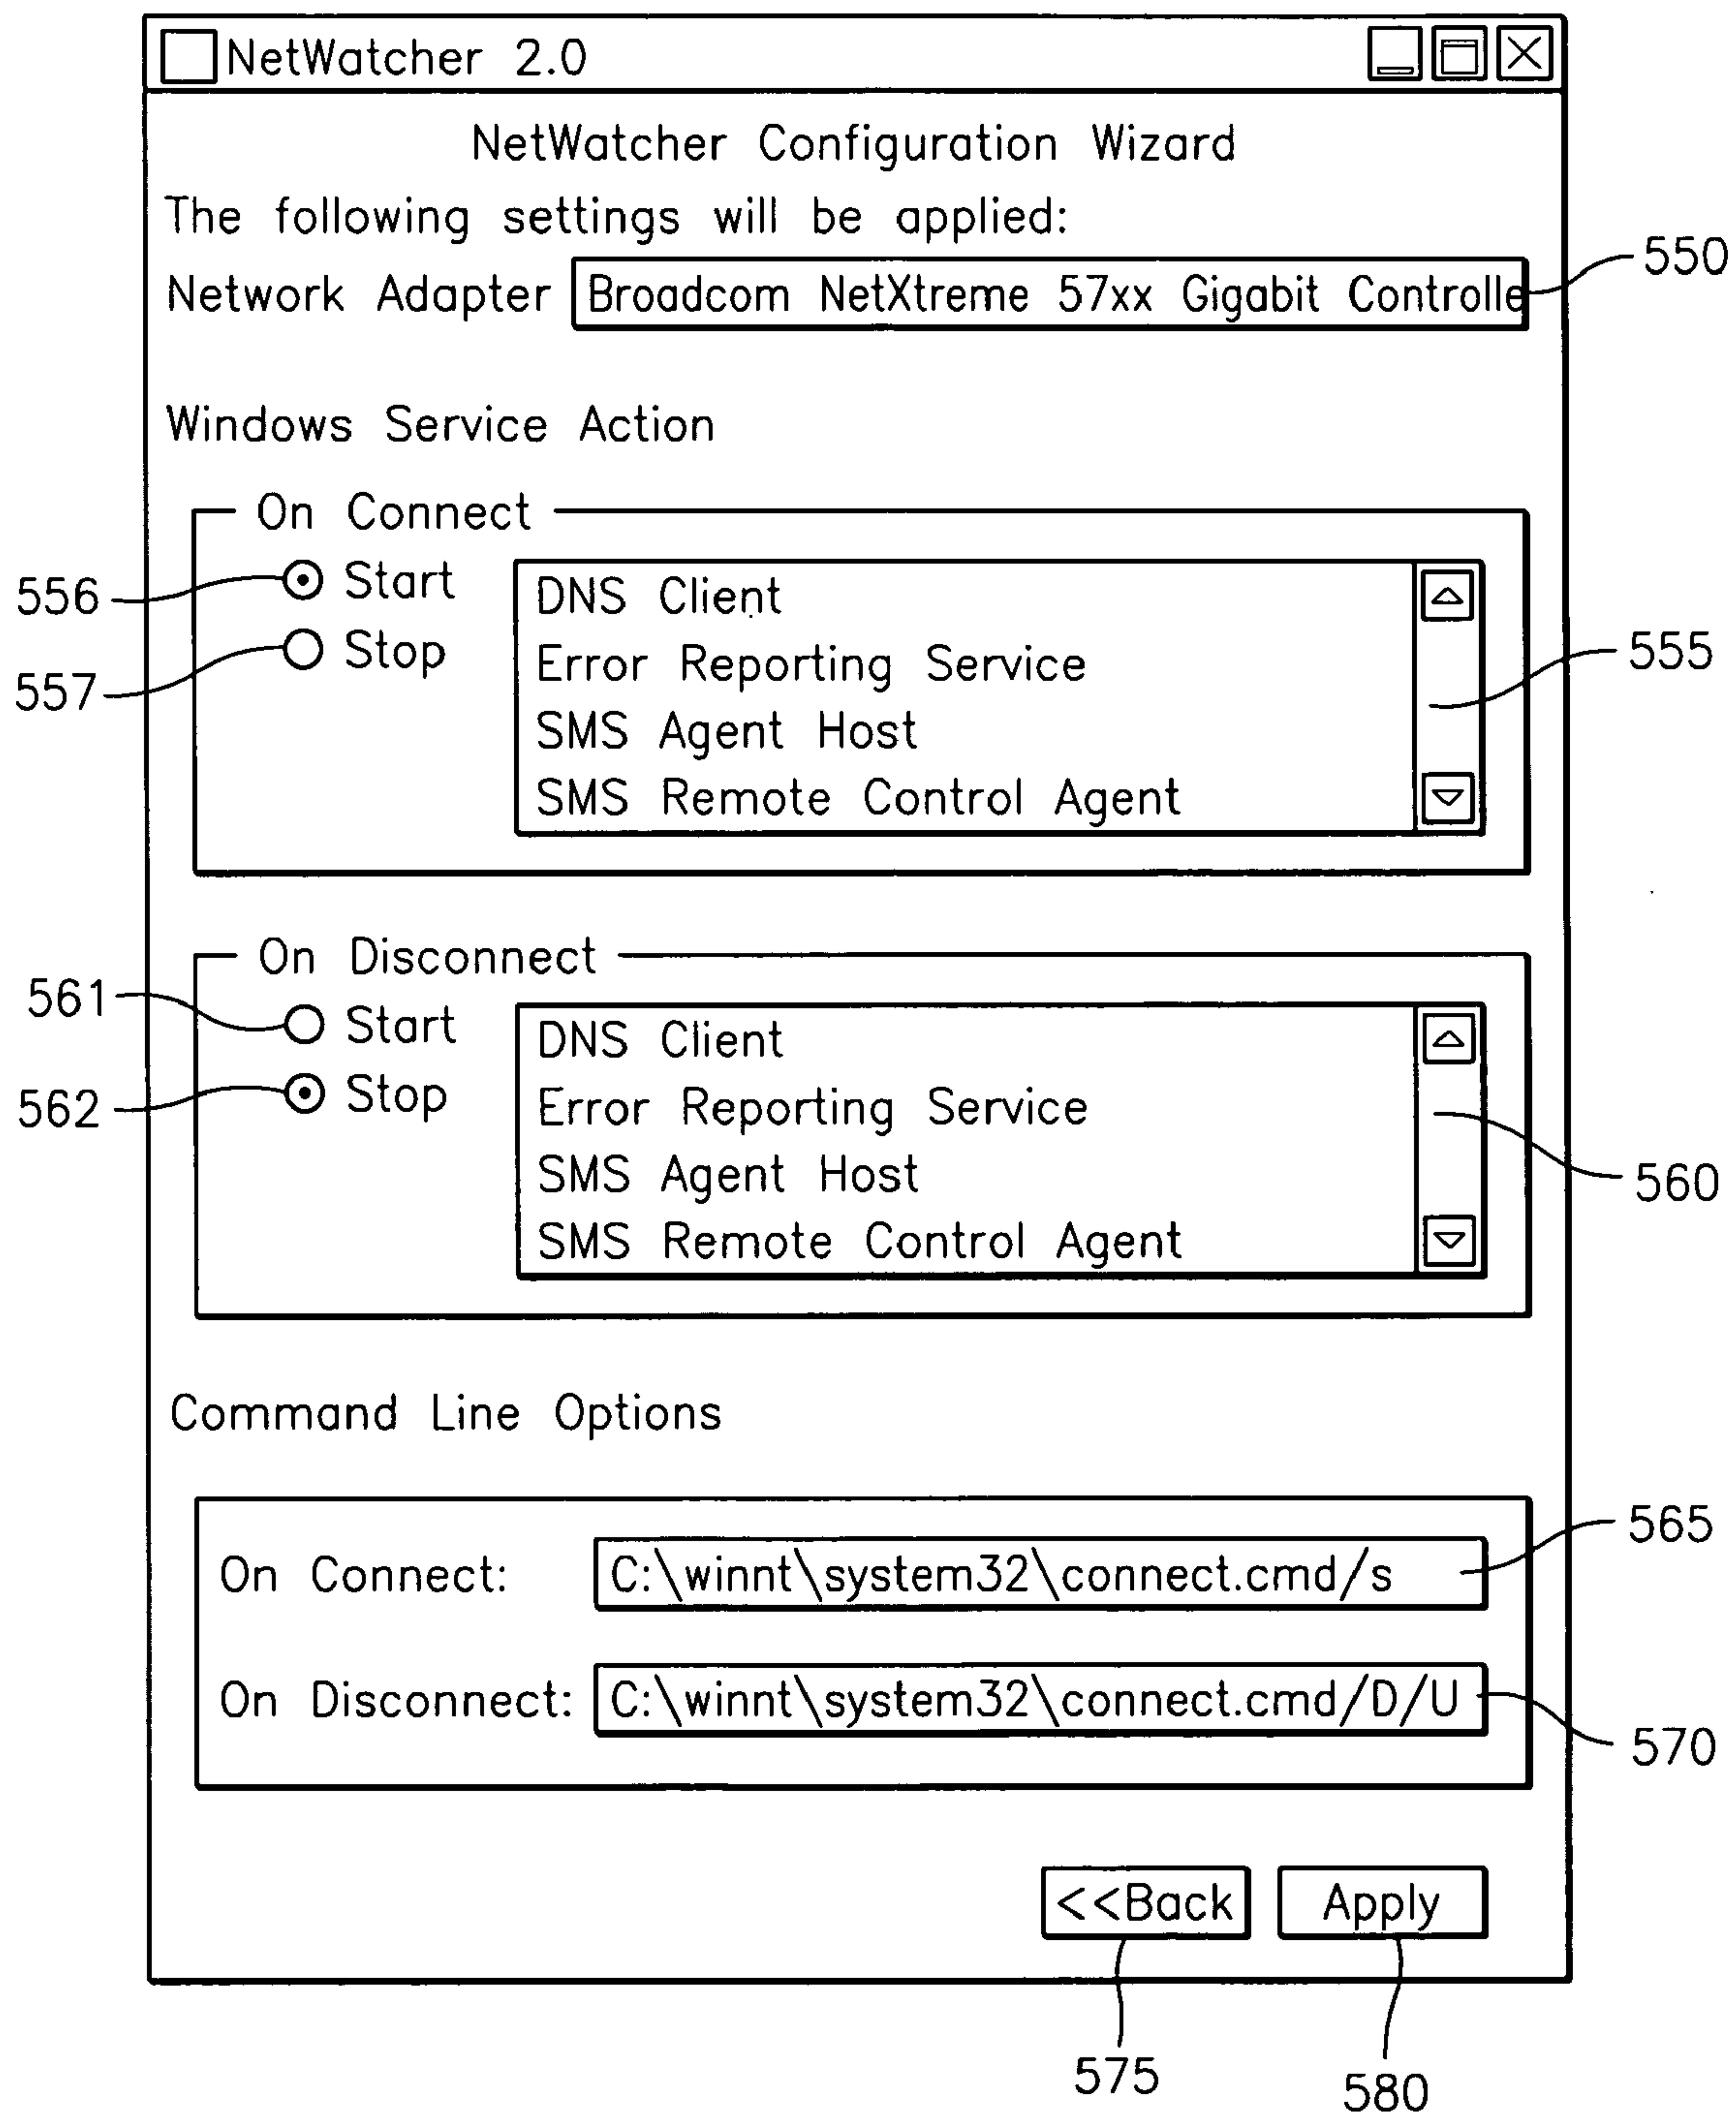 NetWatcher 2.0
NetWatcher Configuration Wizard
The following settings will be applied:
550
Network Adapter Broadcom NetXtreme 57xx Gigabit Controlle
Windows Service Action
On Connect
556 Start
557 Stop
DNS Client
Error Reporting Service
SMS Agent Host
SMS Remote Control Agent
555
On Disconnect
561 Start
562 Stop
DNS Client
Error Reporting Service
SMS Agent Host
SMS Remote Control Agent
560
Command Line Options
On Connect: C:\winnt\system32\connect.cmd/s
565
On Disconnect: C:\winnt\system32\connect.cmd/D/U
570
<<Back Apply
575
580